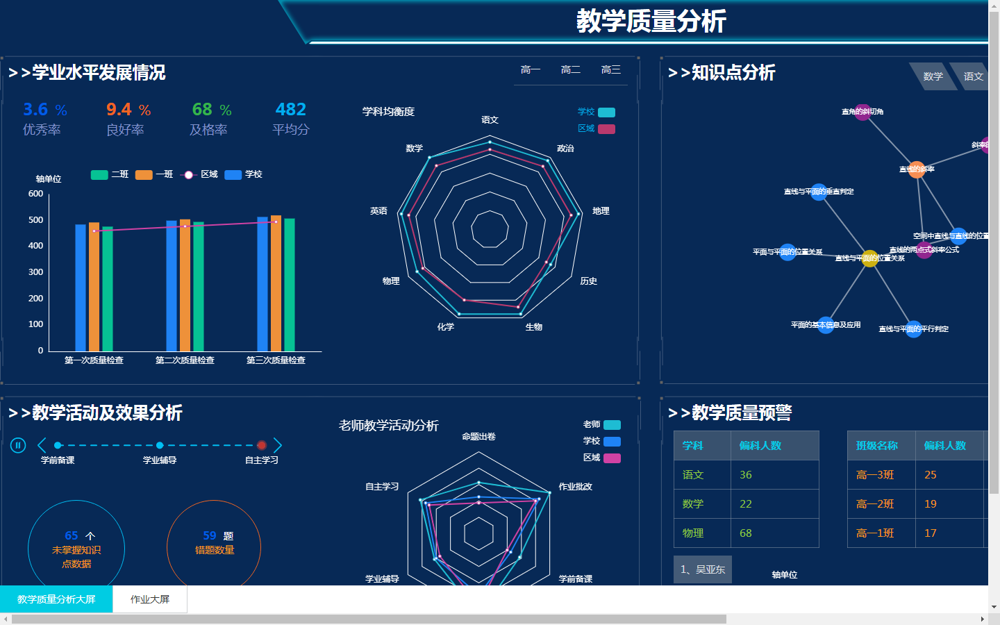 教学质量分析
>>学业水平发展情况
高一 高二 高三
3.6 % 9.4 % 68 % 482
优秀率 良好率 及格率 平均分
二班 一班 区域 学校
轴单位
600
500
400
300
200
100
0
第一次质量检查 第二次质量检查 第三次质量检查
学科均衡度
学校
区域
语文
数学 政治
英语 地理
物理 历史
化学 生物
>>知识点分析
数学 语文
直角的斜切角
斜率的
直线的斜率
直线与平面的垂直判定
空间中直线与直线的位置
直线的两点式斜率公式
平面与平面的位置关系
直线与平面的位置关系
平面的基本信息及应用
直线与平面的平行判定
>>教学活动及效果分析
学前备课 学业辅导 自主学习
65 个
未掌握知识
点数据
59 题
错题数量
老师教学活动分析
老师
学校
区域
命题出卷
自主学习 作业批改
学业辅导 学前备课
>>教学质量预警
学科 偏科人数
语文 36
数学 22
物理 68
班级名称 偏科人数
高一3班 25
高一2班 19
高一1班 17
1、吴亚东
轴单位
教学质量分析大屏 作业大屏